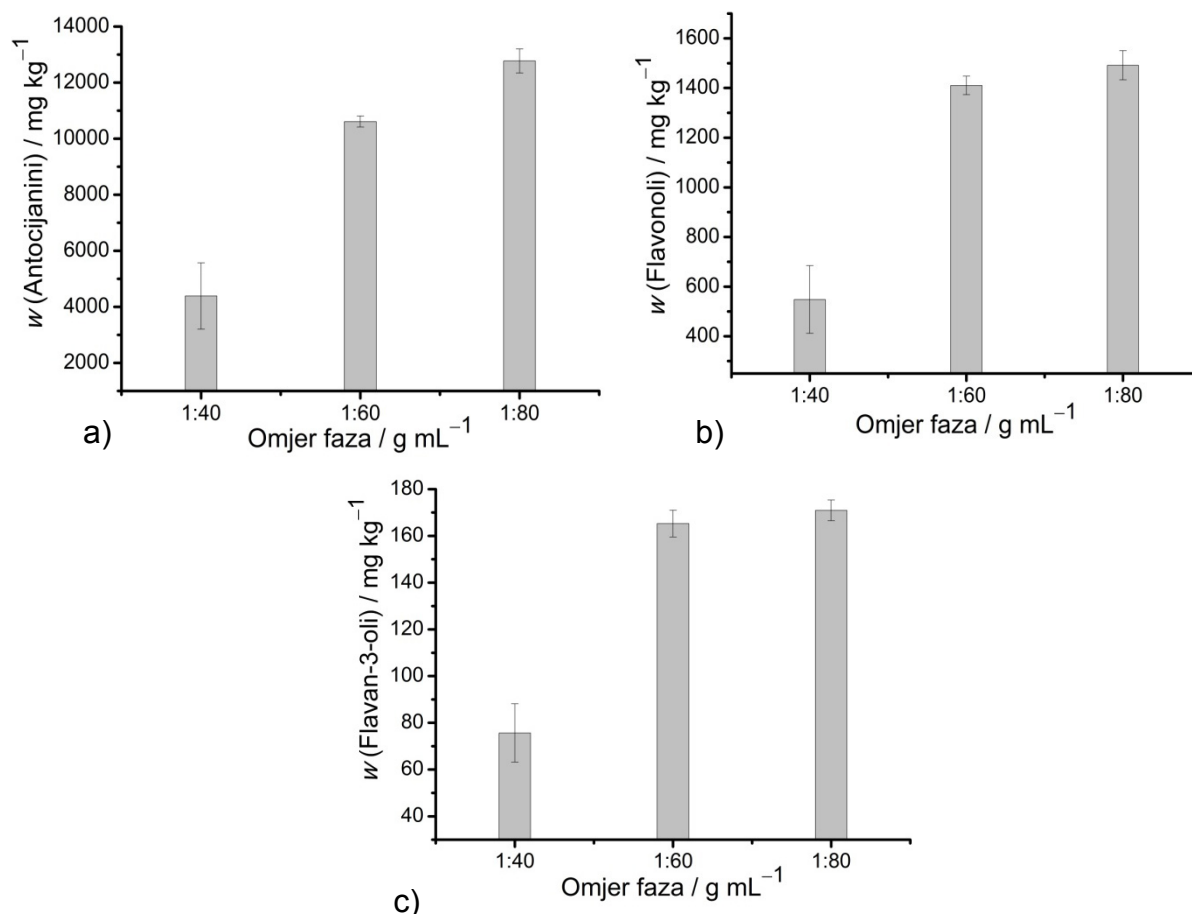 14000
12000
10000
8000
6000
4000
2000
w (Antocijanini) / mg kg⁻¹
1:40 1:60 1:80
Omjer faza / g mL⁻¹
a)
1600
1400
1200
1000
800
600
400
w (Flavonoli) / mg kg⁻¹
1:40 1:60 1:80
Omjer faza / g mL⁻¹
b)
180
160
140
120
100
80
60
40
w (Flavan-3-oli) / mg kg⁻¹
1:40 1:60 1:80
Omjer faza / g mL⁻¹
c)